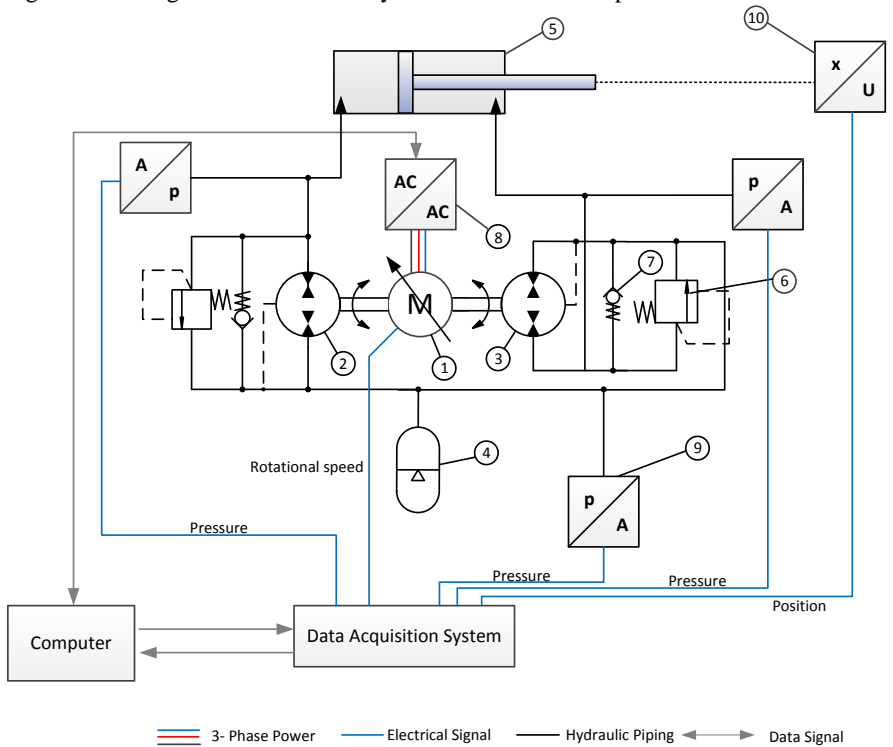 5
10
x
U
A
p
AC
AC
p
A
8
7
6
M
2
1
3
4
9
Rotational speed
p
A
Pressure
Pressure
Pressure
Position
Computer
Data Acquisition System
3- Phase Power
Electrical Signal
Hydraulic Piping
Data Signal